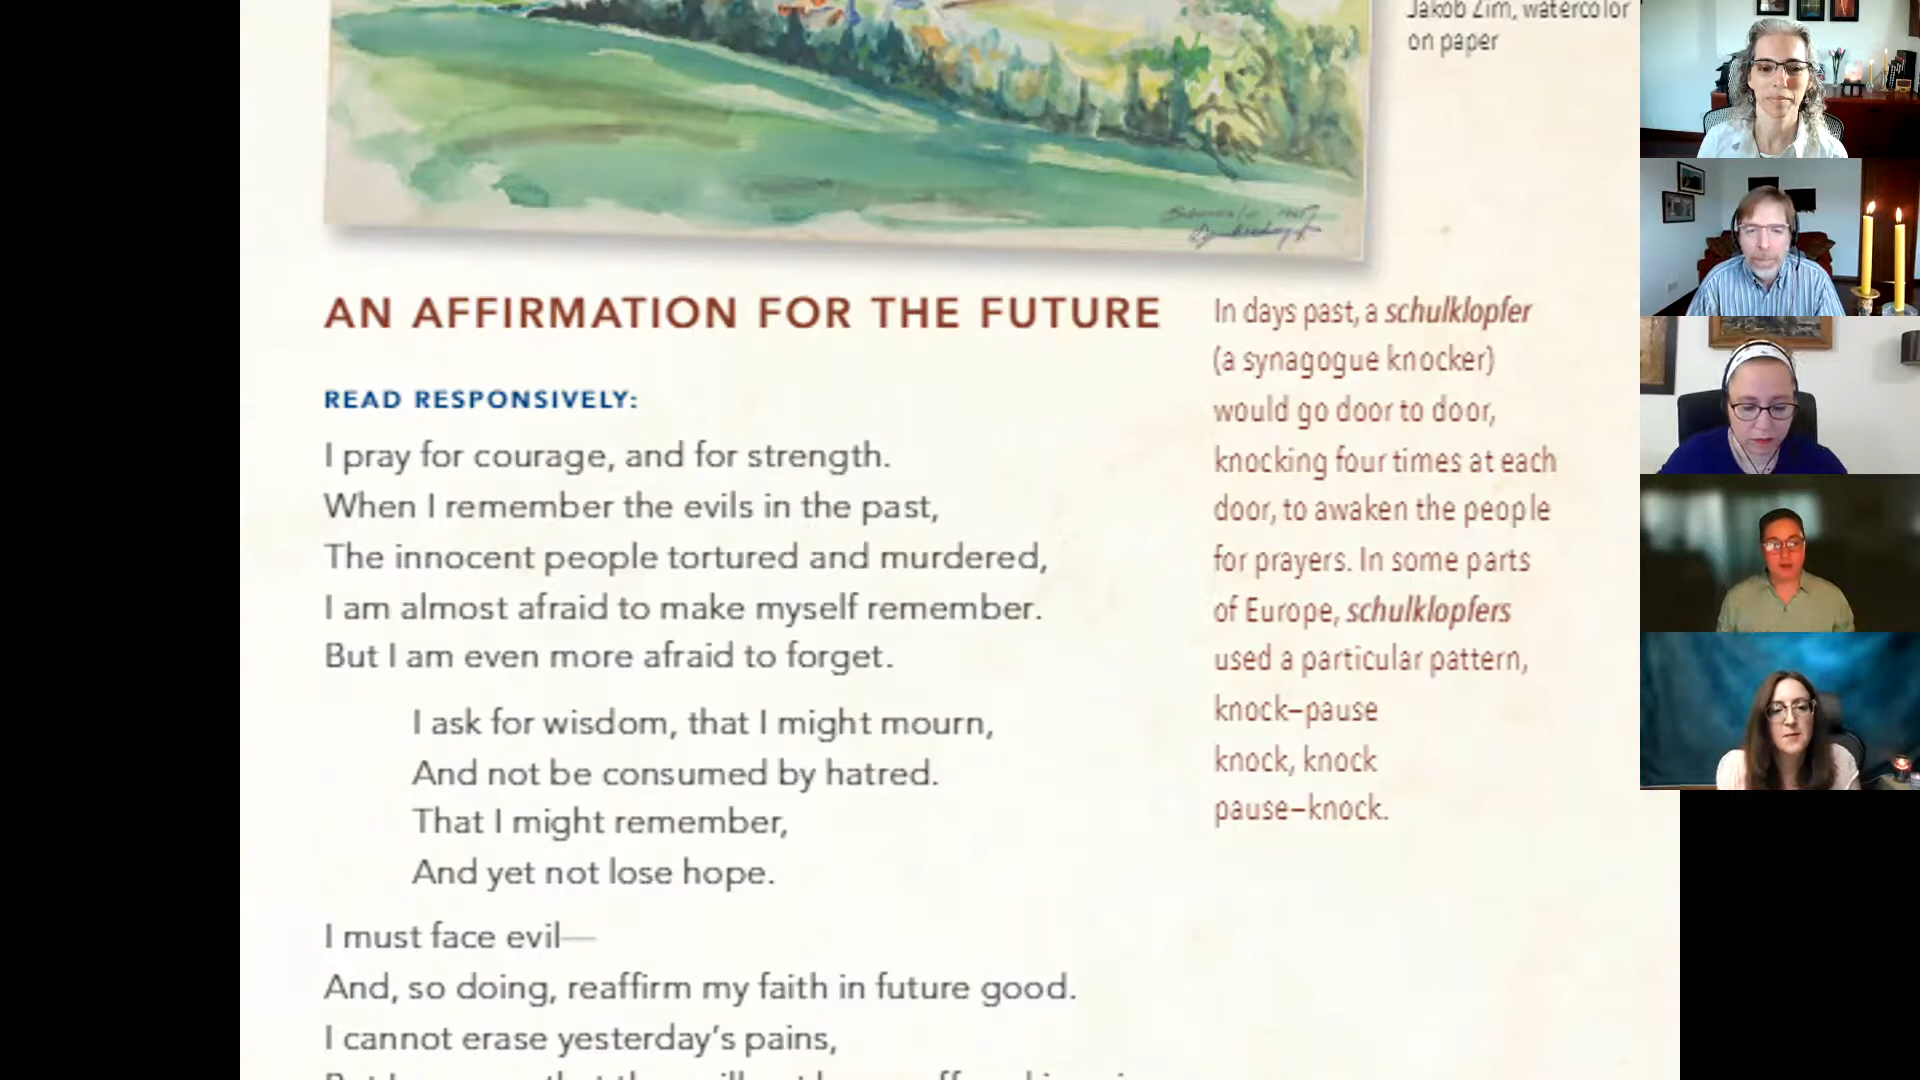 Jakob Zim, watercolor
on paper
AN AFFIRMATION FOR THE FUTURE
READ RESPONSIVELY:
I pray for courage, and for strength.
When I remember the evils in the past,
The innocent people tortured and murdered,
I am almost afraid to make myself remember.
But I am even more afraid to forget.
I ask for wisdom, that I might mourn,
And not be consumed by hatred.
That I might remember,
And yet not lose hope.
I must face evil—
And, so doing, reaffirm my faith in future good.
I cannot erase yesterday's pains,
In days past, a schulklopfer
(a synagogue knocker)
would go door to door,
knocking four times at each
door, to awaken the people
for prayers. In some parts
of Europe, schulklopfers
used a particular pattern,
knock–pause
knock, knock
pause–knock.